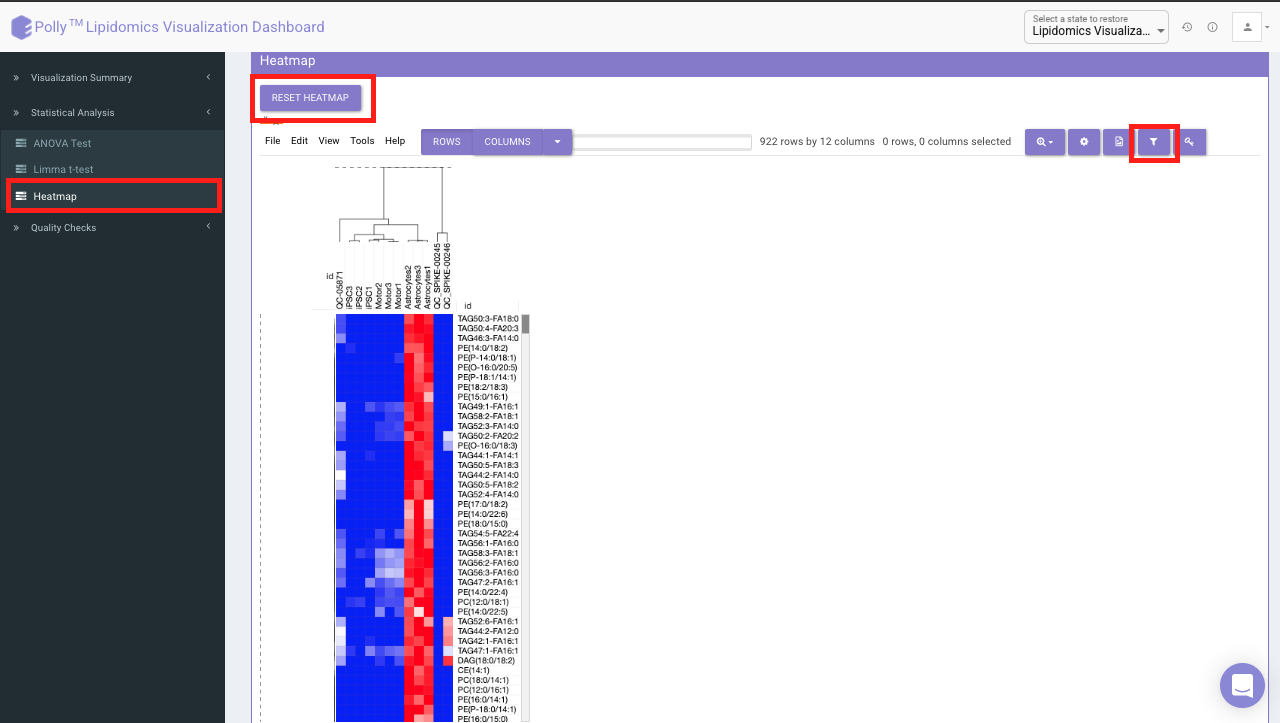 Polly TM Lipidomics Visualization Dashboard
Select a state to restore
Lipidomics Visualiza...
» Visualization Summary
» Statistical Analysis
ANOVA Test
Limma t-test
Heatmap
» Quality Checks
Heatmap
RESET HEATMAP
File Edit View Tools Help ROWS COLUMNS 922 rows by 12 columns 0 rows, 0 columns selected
id
QC-05871
iPSC3
iPSC2
iPSC1
Motor2
Motor3
Motor1
Astrocytes2
Astrocytes3
Astrocytes1
QC_SPIKE-00245
QC_SPIKE-00246
id
TAG50:3-FA18:0
TAG50:4-FA20:3
TAG46:3-FA14:0
PE(14:0/18:2)
PE(P-14:0/18:1)
PE(O-16:0/20:5)
PE(P-18:1/14:1)
PE(18:2/18:3)
PE(15:0/16:1)
TAG49:1-FA16:1
TAG58:2-FA18:1
TAG52:3-FA14:0
TAG50:2-FA20:2
PE(O-16:0/18:3)
TAG44:1-FA14:1
TAG50:5-FA18:3
TAG44:2-FA14:0
TAG50:5-FA18:2
TAG52:4-FA14:0
PE(17:0/18:2)
PE(14:0/22:6)
PE(18:0/15:0)
TAG54:5-FA22:4
TAG56:1-FA16:0
TAG58:3-FA18:1
TAG56:2-FA16:0
TAG56:3-FA16:0
TAG47:2-FA16:1
PE(14:0/22:4)
PC(12:0/18:1)
PE(14:0/22:5)
TAG52:6-FA16:1
TAG44:2-FA12:0
TAG42:1-FA16:1
TAG47:1-FA16:1
DAG(18:0/18:2)
CE(14:1)
PC(18:0/14:1)
PC(12:0/16:1)
PE(16:0/14:1)
PE(P-18:0/14:1)
PE(16:0/15:0)